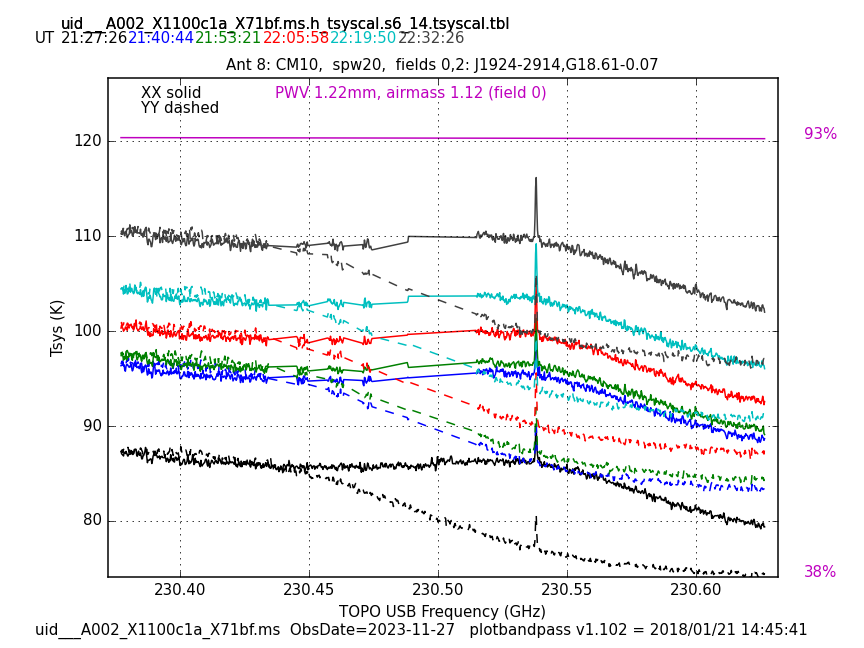 uid___A002_X1100c1a_X71bf.ms.h_tsyscal.s6_14.tsyscal.tbl
UT 21:27:26 21:40:44 21:53:21 22:05:58 22:19:50 22:32:26
Ant 8: CM10,  spw20,  fields 0,2: J1924-2914,G18.61-0.07
XX solid
YY dashed
PWV 1.22mm, airmass 1.12 (field 0)
93%
38%
120
110
100
90
80
Tsys (K)
230.40 230.45 230.50 230.55 230.60
TOPO USB Frequency (GHz)
uid___A002_X1100c1a_X71bf.ms  ObsDate=2023-11-27   plotbandpass v1.102 = 2018/01/21 14:45:41